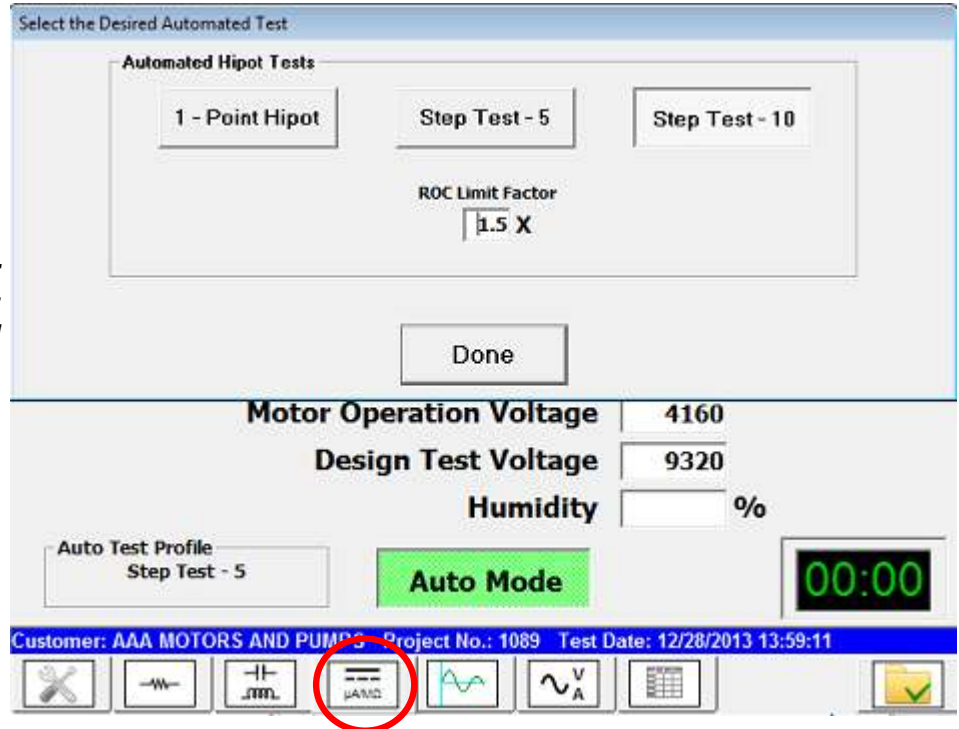 Select the Desired Automated Test
Automated Hipot Tests
1 - Point Hipot Step Test - 5 Step Test - 10
ROC Limit Factor
1.5 X
Done
Motor Operation Voltage 4160
Design Test Voltage 9320
Humidity %
Auto Test Profile
Step Test - 5
Auto Mode
00:00
Customer: AAA MOTORS AND PUMPS Project No.: 1089 Test Date: 12/28/2013 13:59:11
µA/MΩ
V
A